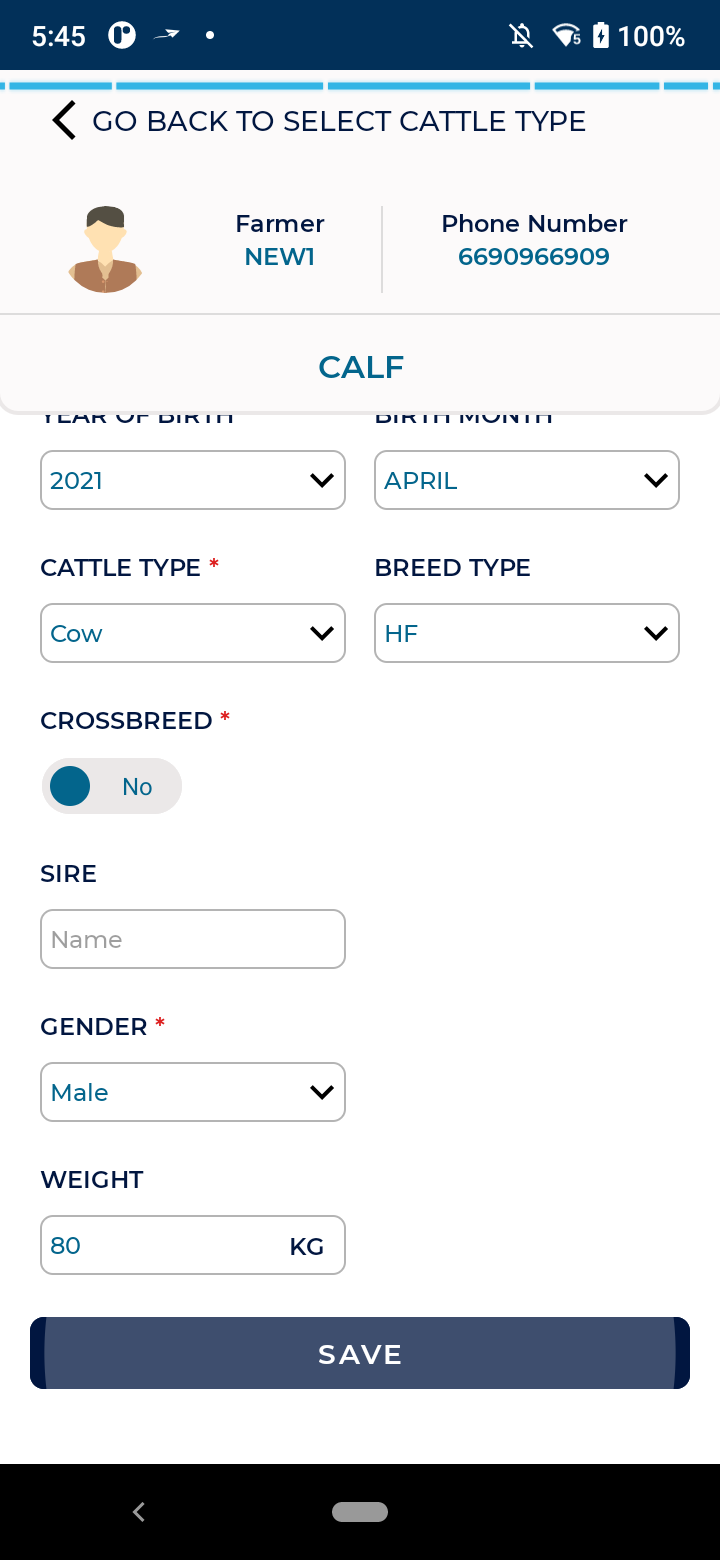 5:45 5 100%
GO BACK TO SELECT CATTLE TYPE
Farmer Phone Number
NEW1 6690966909
CALF
YEAR OF BIRTH BIRTH MONTH
2021 APRIL
CATTLE TYPE * BREED TYPE
Cow HF
CROSSBREED *
No
SIRE
Name
GENDER *
Male
WEIGHT
80 KG
SAVE